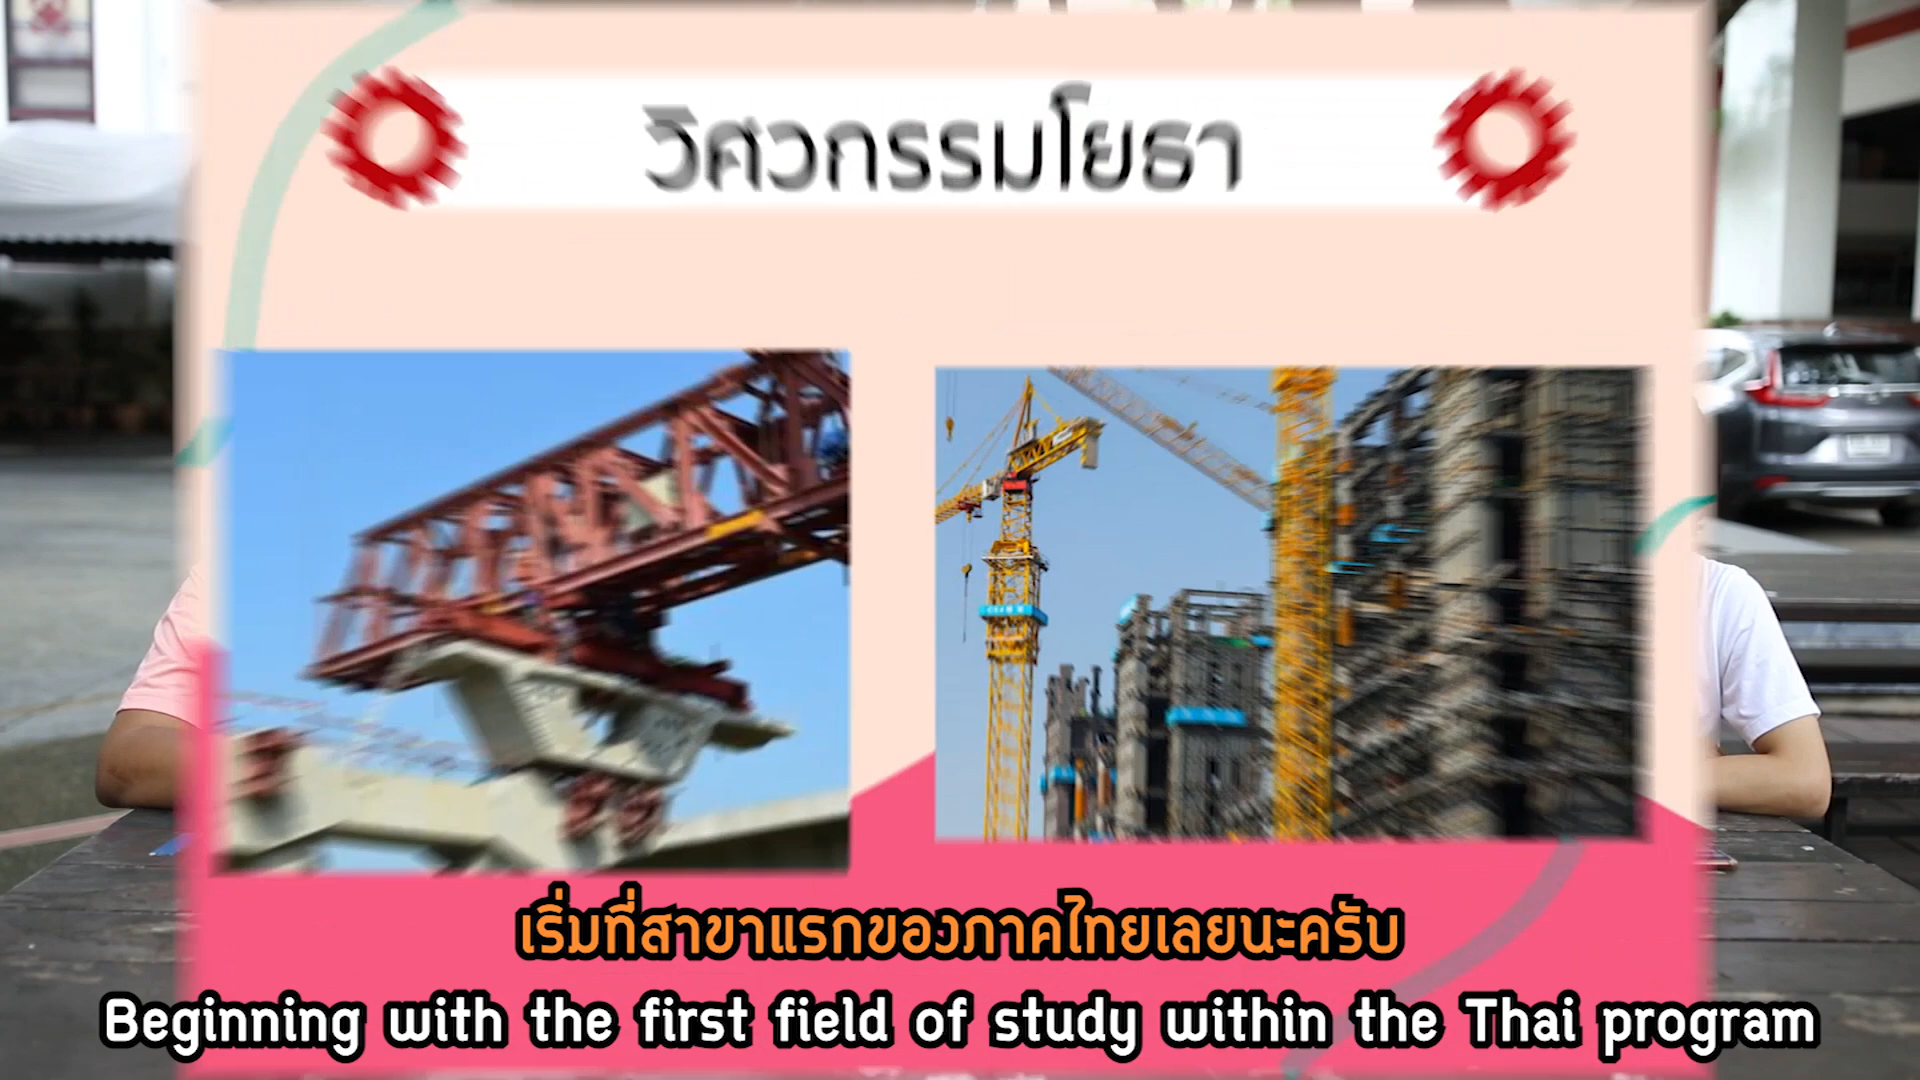 วิศวกรรมโยธา
เริ่มที่สาขาแรกของภาคไทยเลยนะครับ
Beginning with the first field of study within the Thai program